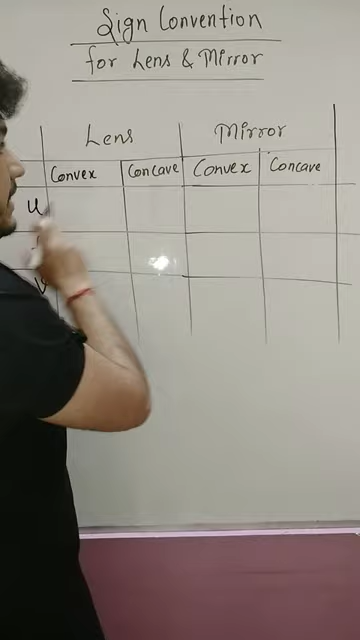 Sign Convention
for Lens & Mirror
Lens Mirror
Convex Concave Convex Concave
u
v